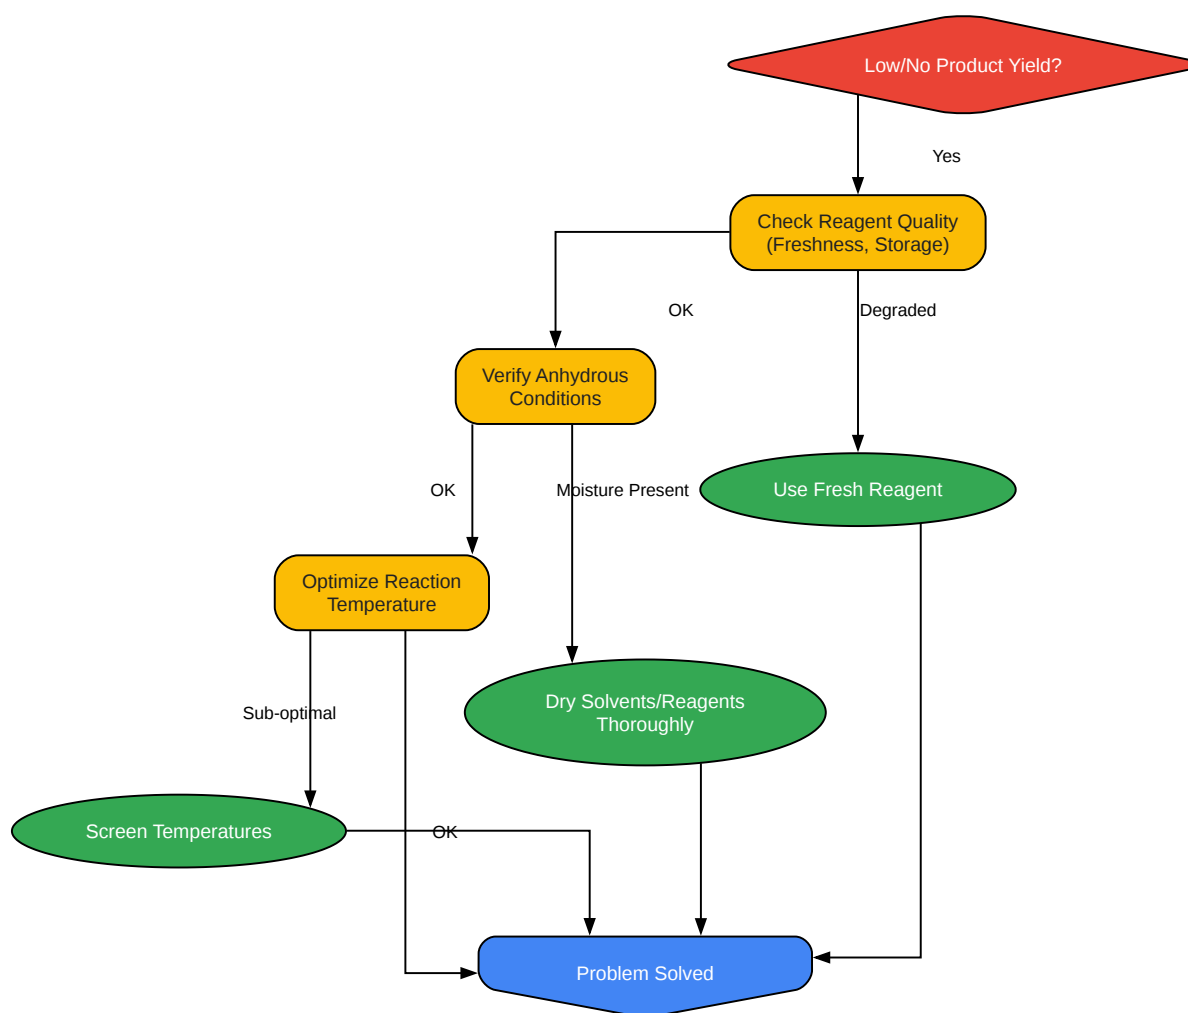 Low/No Product Yield?
Yes
Check Reagent Quality
(Freshness, Storage)
OK
Degraded
Verify Anhydrous
Conditions
OK
Moisture Present
Use Fresh Reagent
Optimize Reaction
Temperature
Sub-optimal
Dry Solvents/Reagents
Thoroughly
Screen Temperatures
OK
Problem Solved